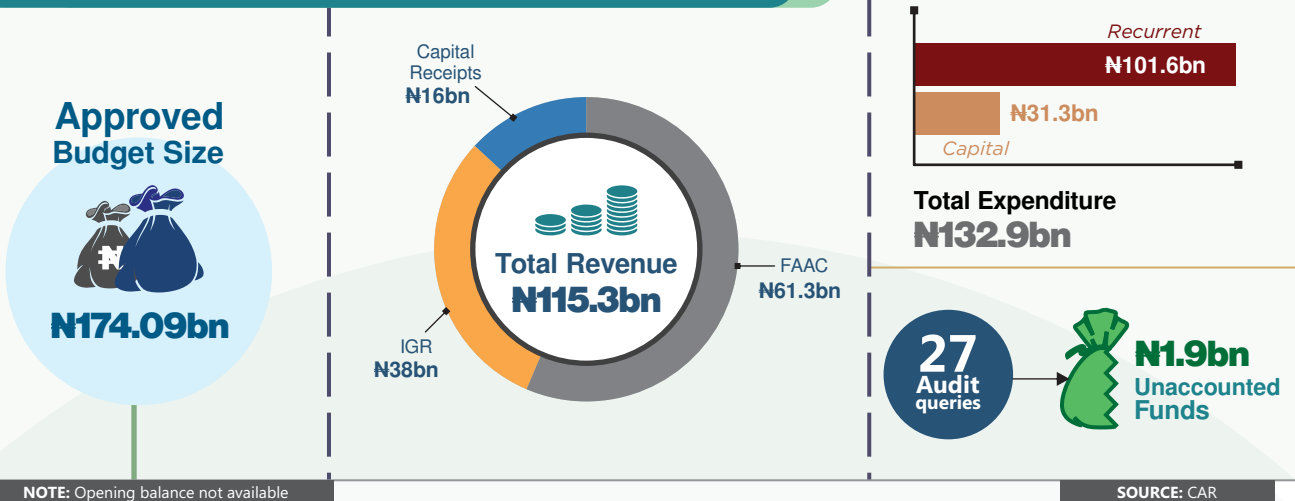 Approved
Budget Size
₦
₦174.09bn
Capital
Receipts
₦16bn
Total Revenue
₦115.3bn
FAAC
₦61.3bn
IGR
₦38bn
Recurrent
₦101.6bn
₦31.3bn
Capital
Total Expenditure
₦132.9bn
27
Audit
queries
₦1.9bn
Unaccounted
Funds
NOTE: Opening balance not available
SOURCE: CAR